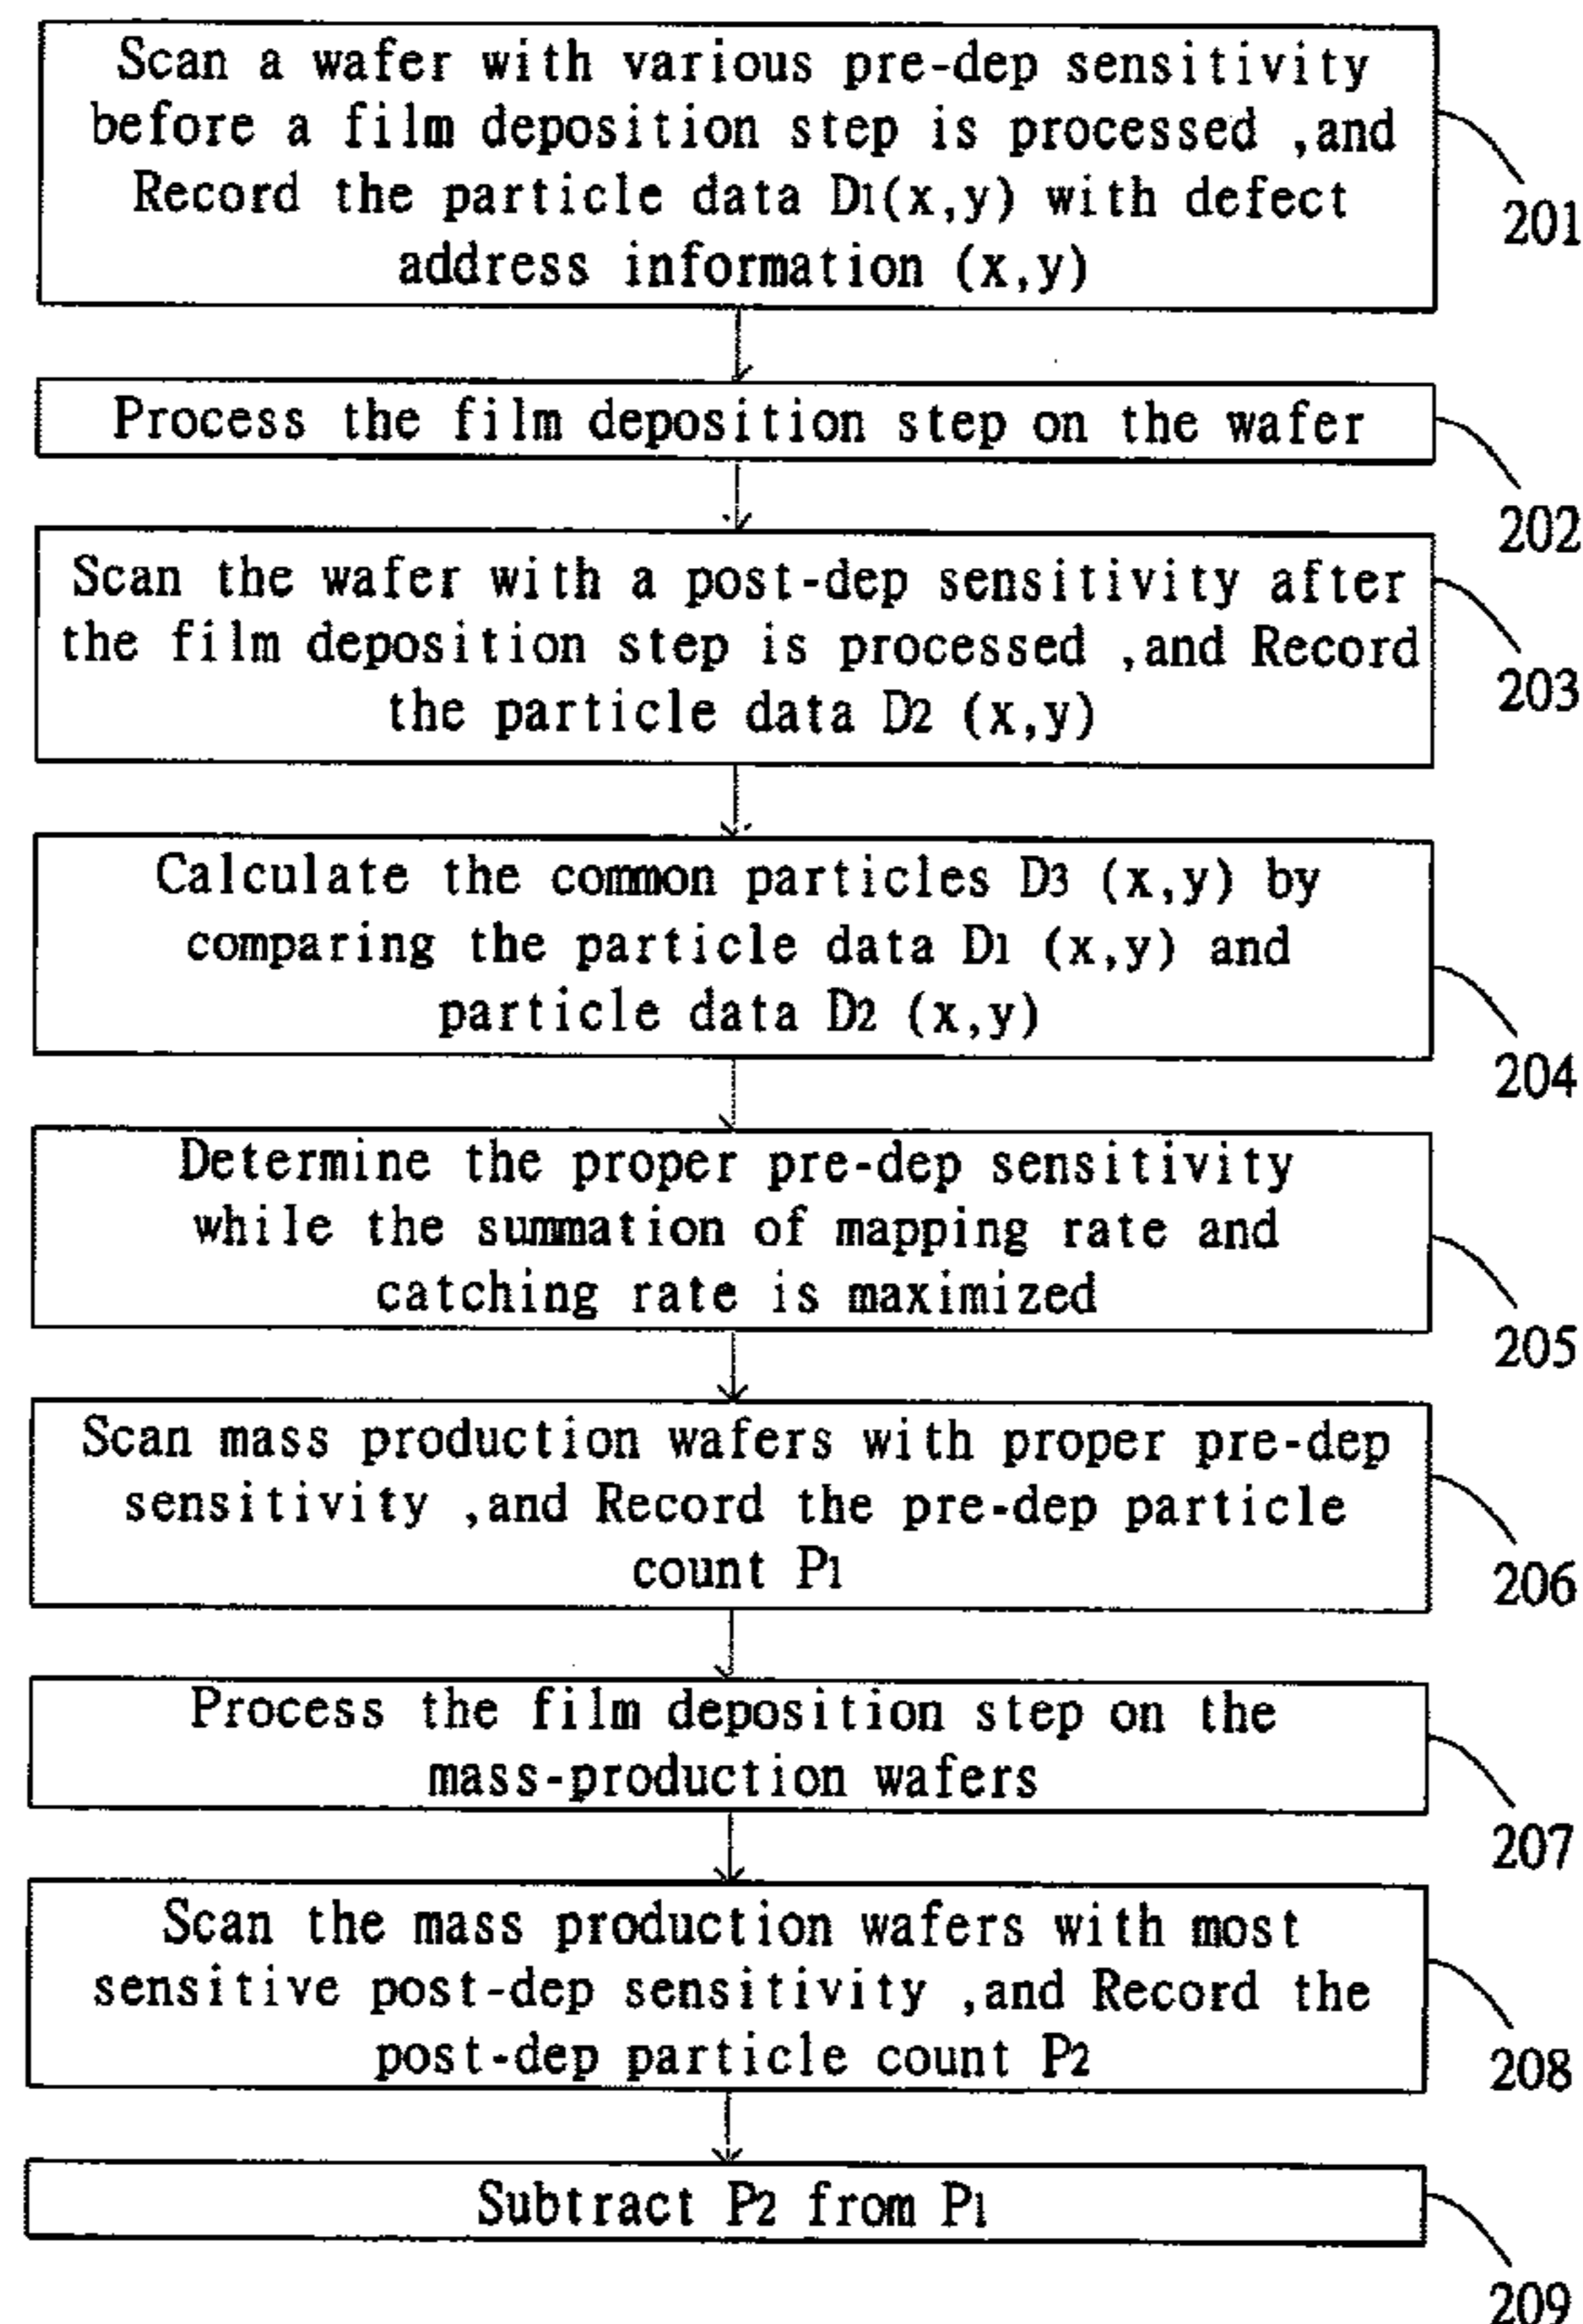 Scan a wafer with various pre-dep sensitivity
before a film deposition step is processed ,and
Record the particle data D1(x,y) with defect
address information (x,y)
201
Process the film deposition step on the wafer
202
Scan the wafer with a post-dep sensitivity after
the film deposition step is processed ,and Record
the particle data D2 (x,y)
203
Calculate the common particles D3 (x,y) by
comparing the particle data D1 (x,y) and
particle data D2 (x,y)
204
Determine the proper pre-dep sensitivity
while the summation of mapping rate and
catching rate is maximized
205
Scan mass production wafers with proper pre-dep
sensitivity ,and Record the pre-dep particle
count P1
206
Process the film deposition step on the
mass-production wafers
207
Scan the mass production wafers with most
sensitive post-dep sensitivity ,and Record the
post-dep particle count P2
208
Subtract P2 from P1
209